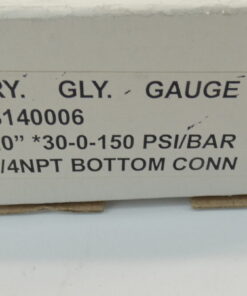 RY. GLY. GAUGE
140006
0" *30-0-150 PSI/BAR
/4NPT BOTTOM CONN